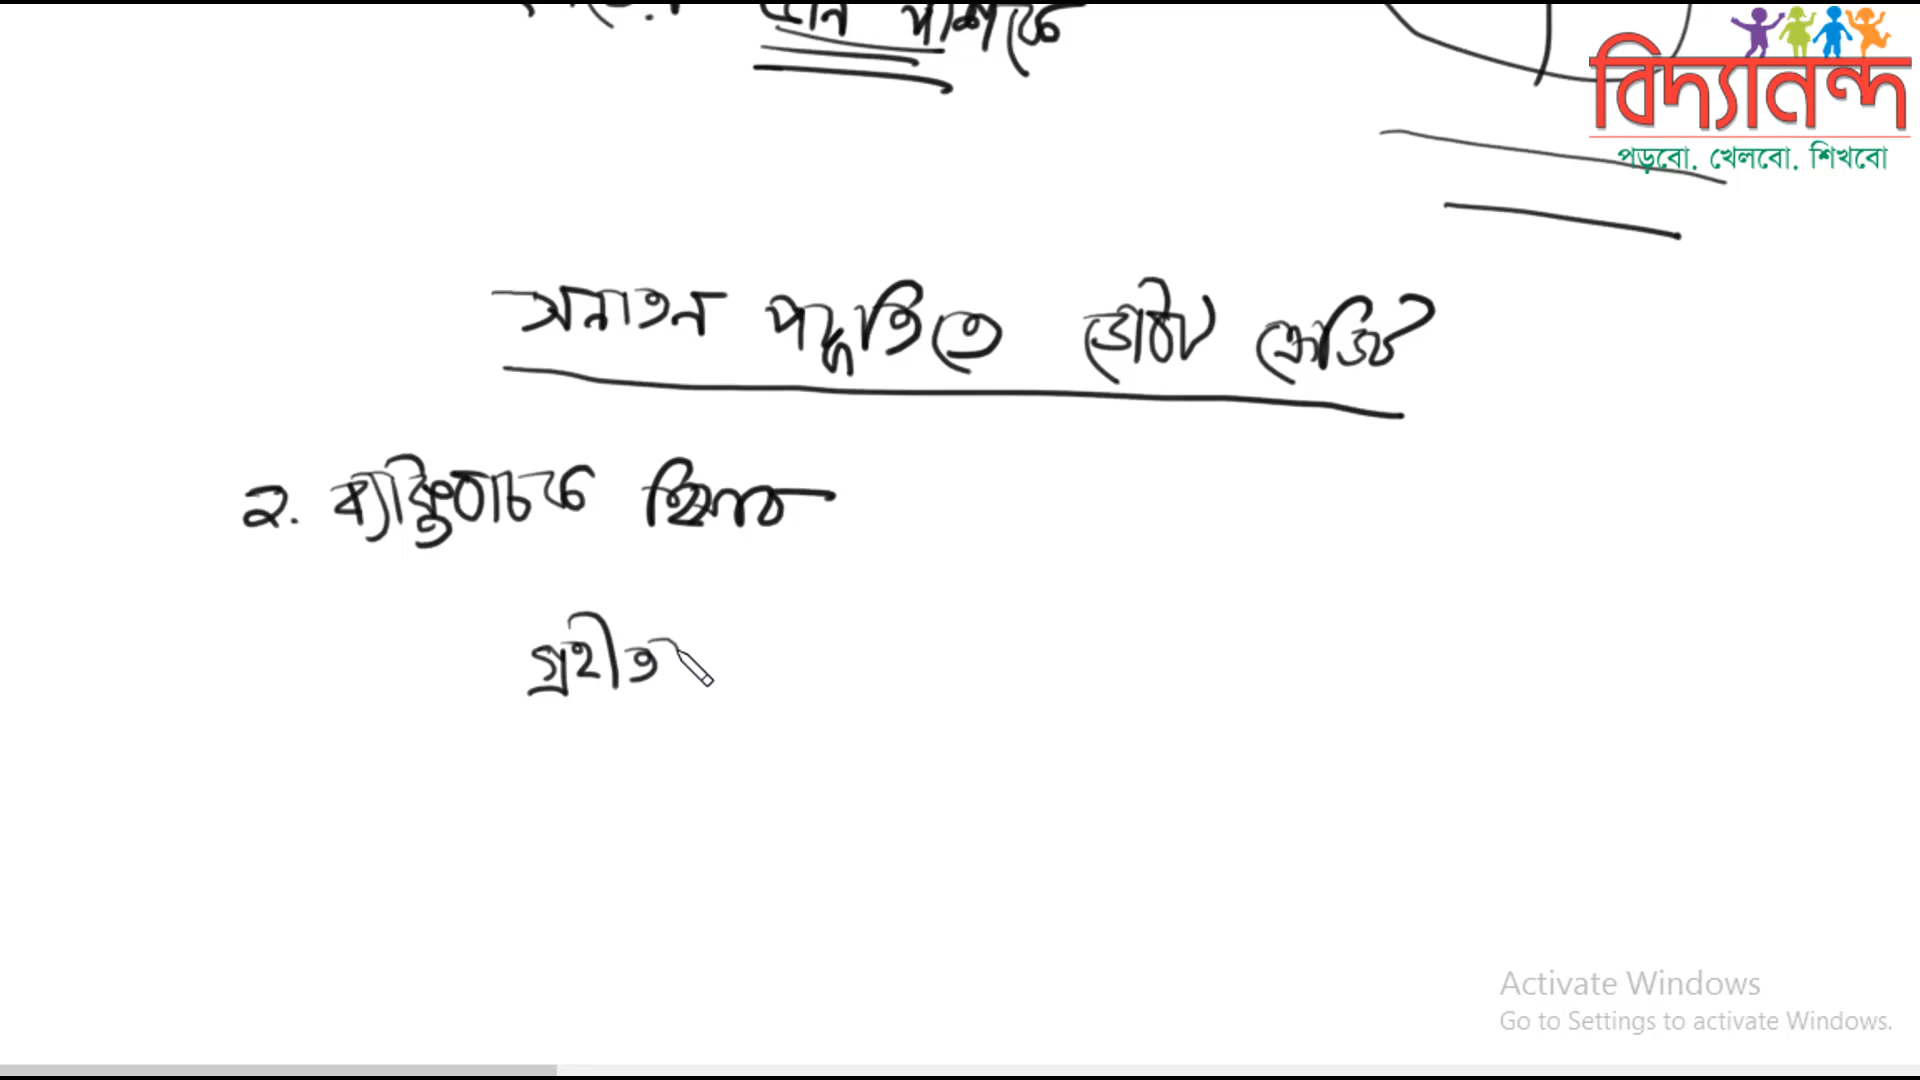 বিদ্যানন্দ
পড়বো. খেলবো. শিখবো
সনাতন পদ্ধতিতে
২. ব্যক্তিবাচক হিসাব
গ্রহীত
Activate Windows
Go to Settings to activate Windows.